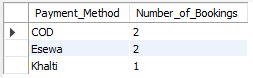 Payment_Method Number_of_Bookings
COD 2
Esewa 2
Khalti 1